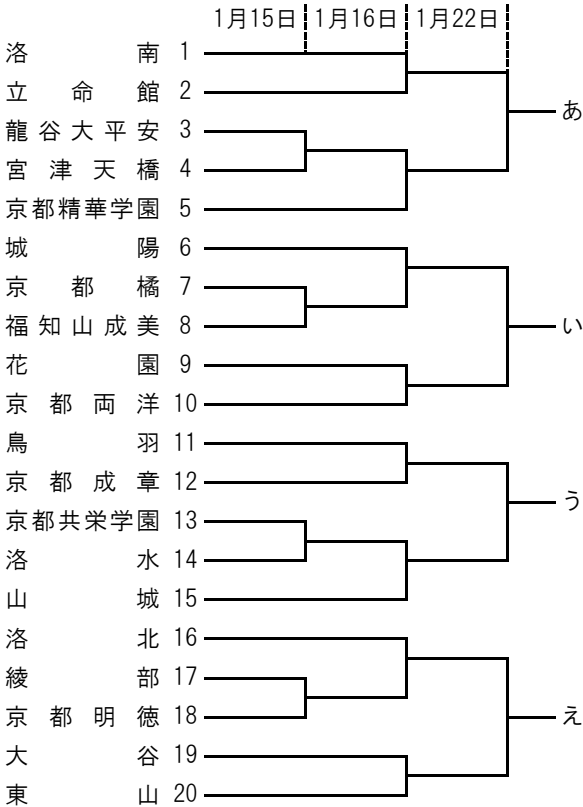 1月15日 1月16日 1月22日
洛南 1
立命館 2
龍谷大平安 3
宮津天橋 4
京都精華学園 5
城陽 6
京都橘 7
福知山成美 8
花園 9
京都両洋 10
鳥羽 11
京都成章 12
京都共栄学園 13
洛水 14
山城 15
洛北 16
綾部 17
京都明徳 18
大谷 19
東山 20
あ
い
う
え